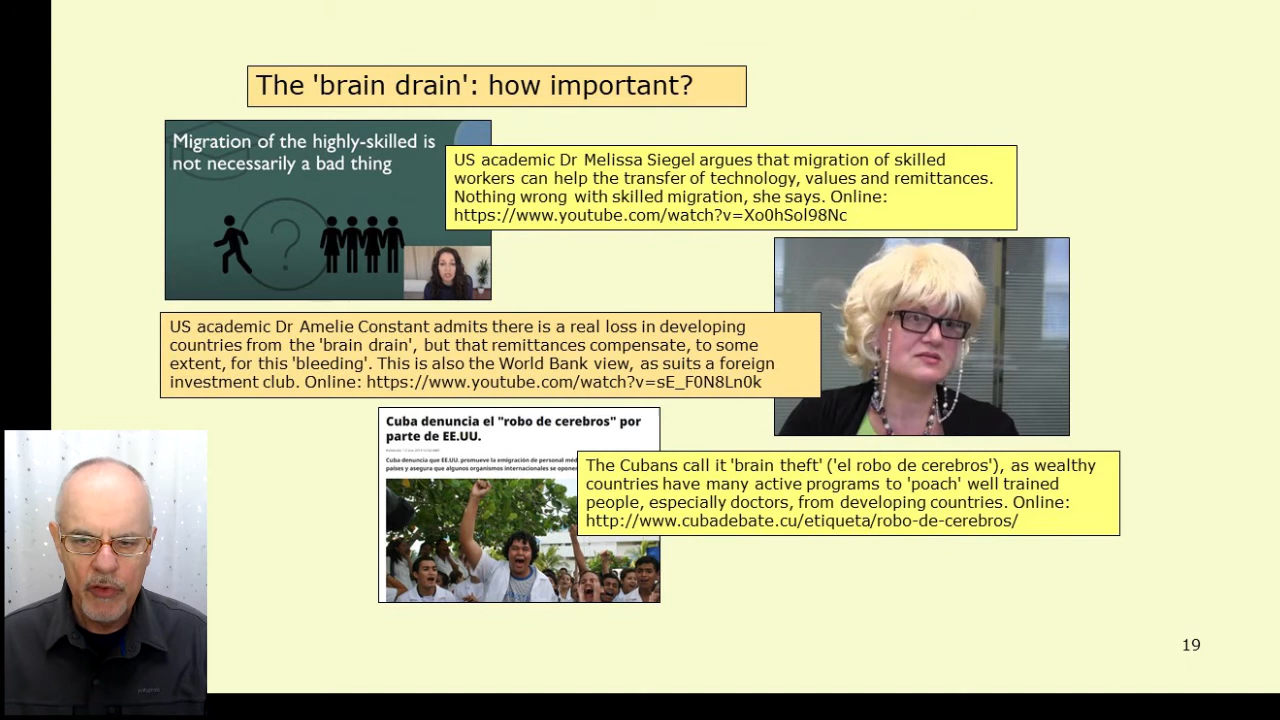 The 'brain drain': how important?
Migration of the highly-skilled is
not necessarily a bad thing
US academic Dr Melissa Siegel argues that migration of skilled
workers can help the transfer of technology, values and remittances.
Nothing wrong with skilled migration, she says. Online:
https://www.youtube.com/watch?v=Xo0hSol98Nc
US academic Dr Amelie Constant admits there is a real loss in developing
countries from the 'brain drain', but that remittances compensate, to some
extent, for this 'bleeding'. This is also the World Bank view, as suits a foreign
investment club. Online: https://www.youtube.com/watch?v=sE_F0N8Ln0k
Cuba denuncia el "robo de cerebros" por
parte de EE.UU.
Cuba denuncia que EE.UU. promueve la emigración de personal
países y asegura que algunos organismos internacionales se
The Cubans call it 'brain theft' ('el robo de cerebros'), as wealthy
countries have many active programs to 'poach' well trained
people, especially doctors, from developing countries. Online:
http://www.cubadebate.cu/etiqueta/robo-de-cerebros/
19